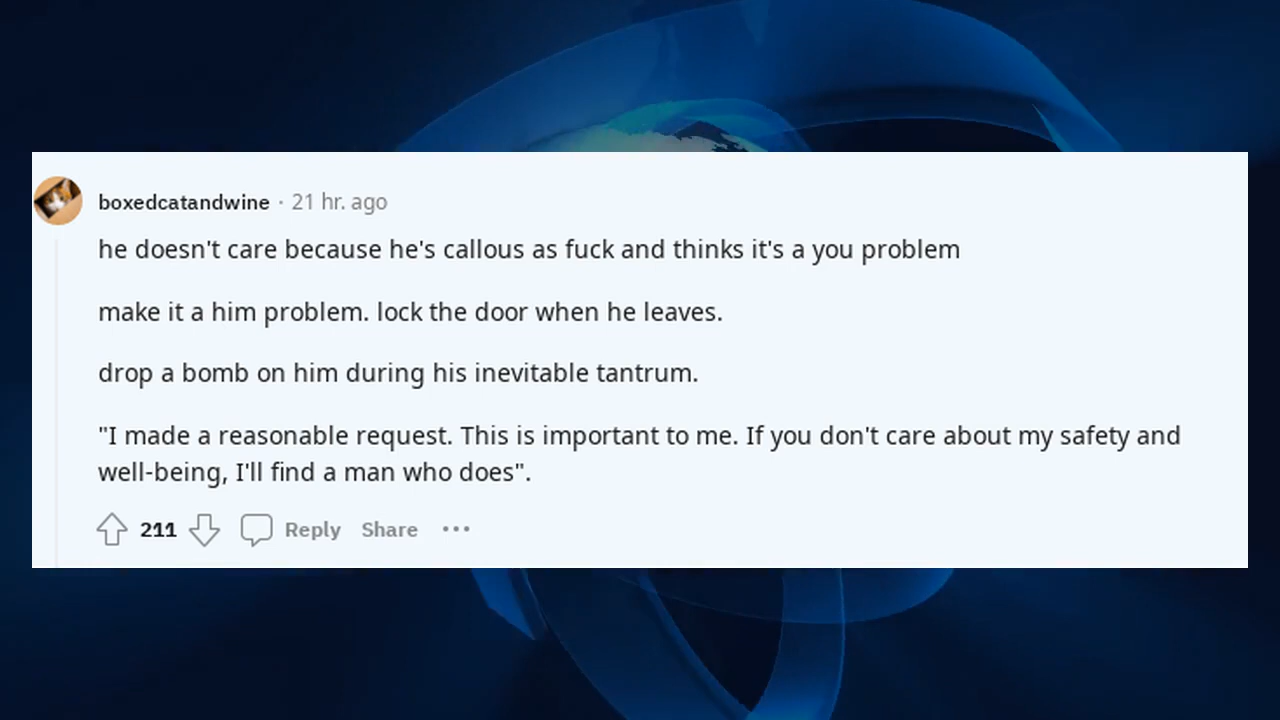 boxedcatandwine · 21 hr. ago
he doesn't care because he's callous as fuck and thinks it's a you problem
make it a him problem. lock the door when he leaves.
drop a bomb on him during his inevitable tantrum.
"I made a reasonable request. This is important to me. If you don't care about my safety and
well-being, I'll find a man who does".
211 Reply Share ···